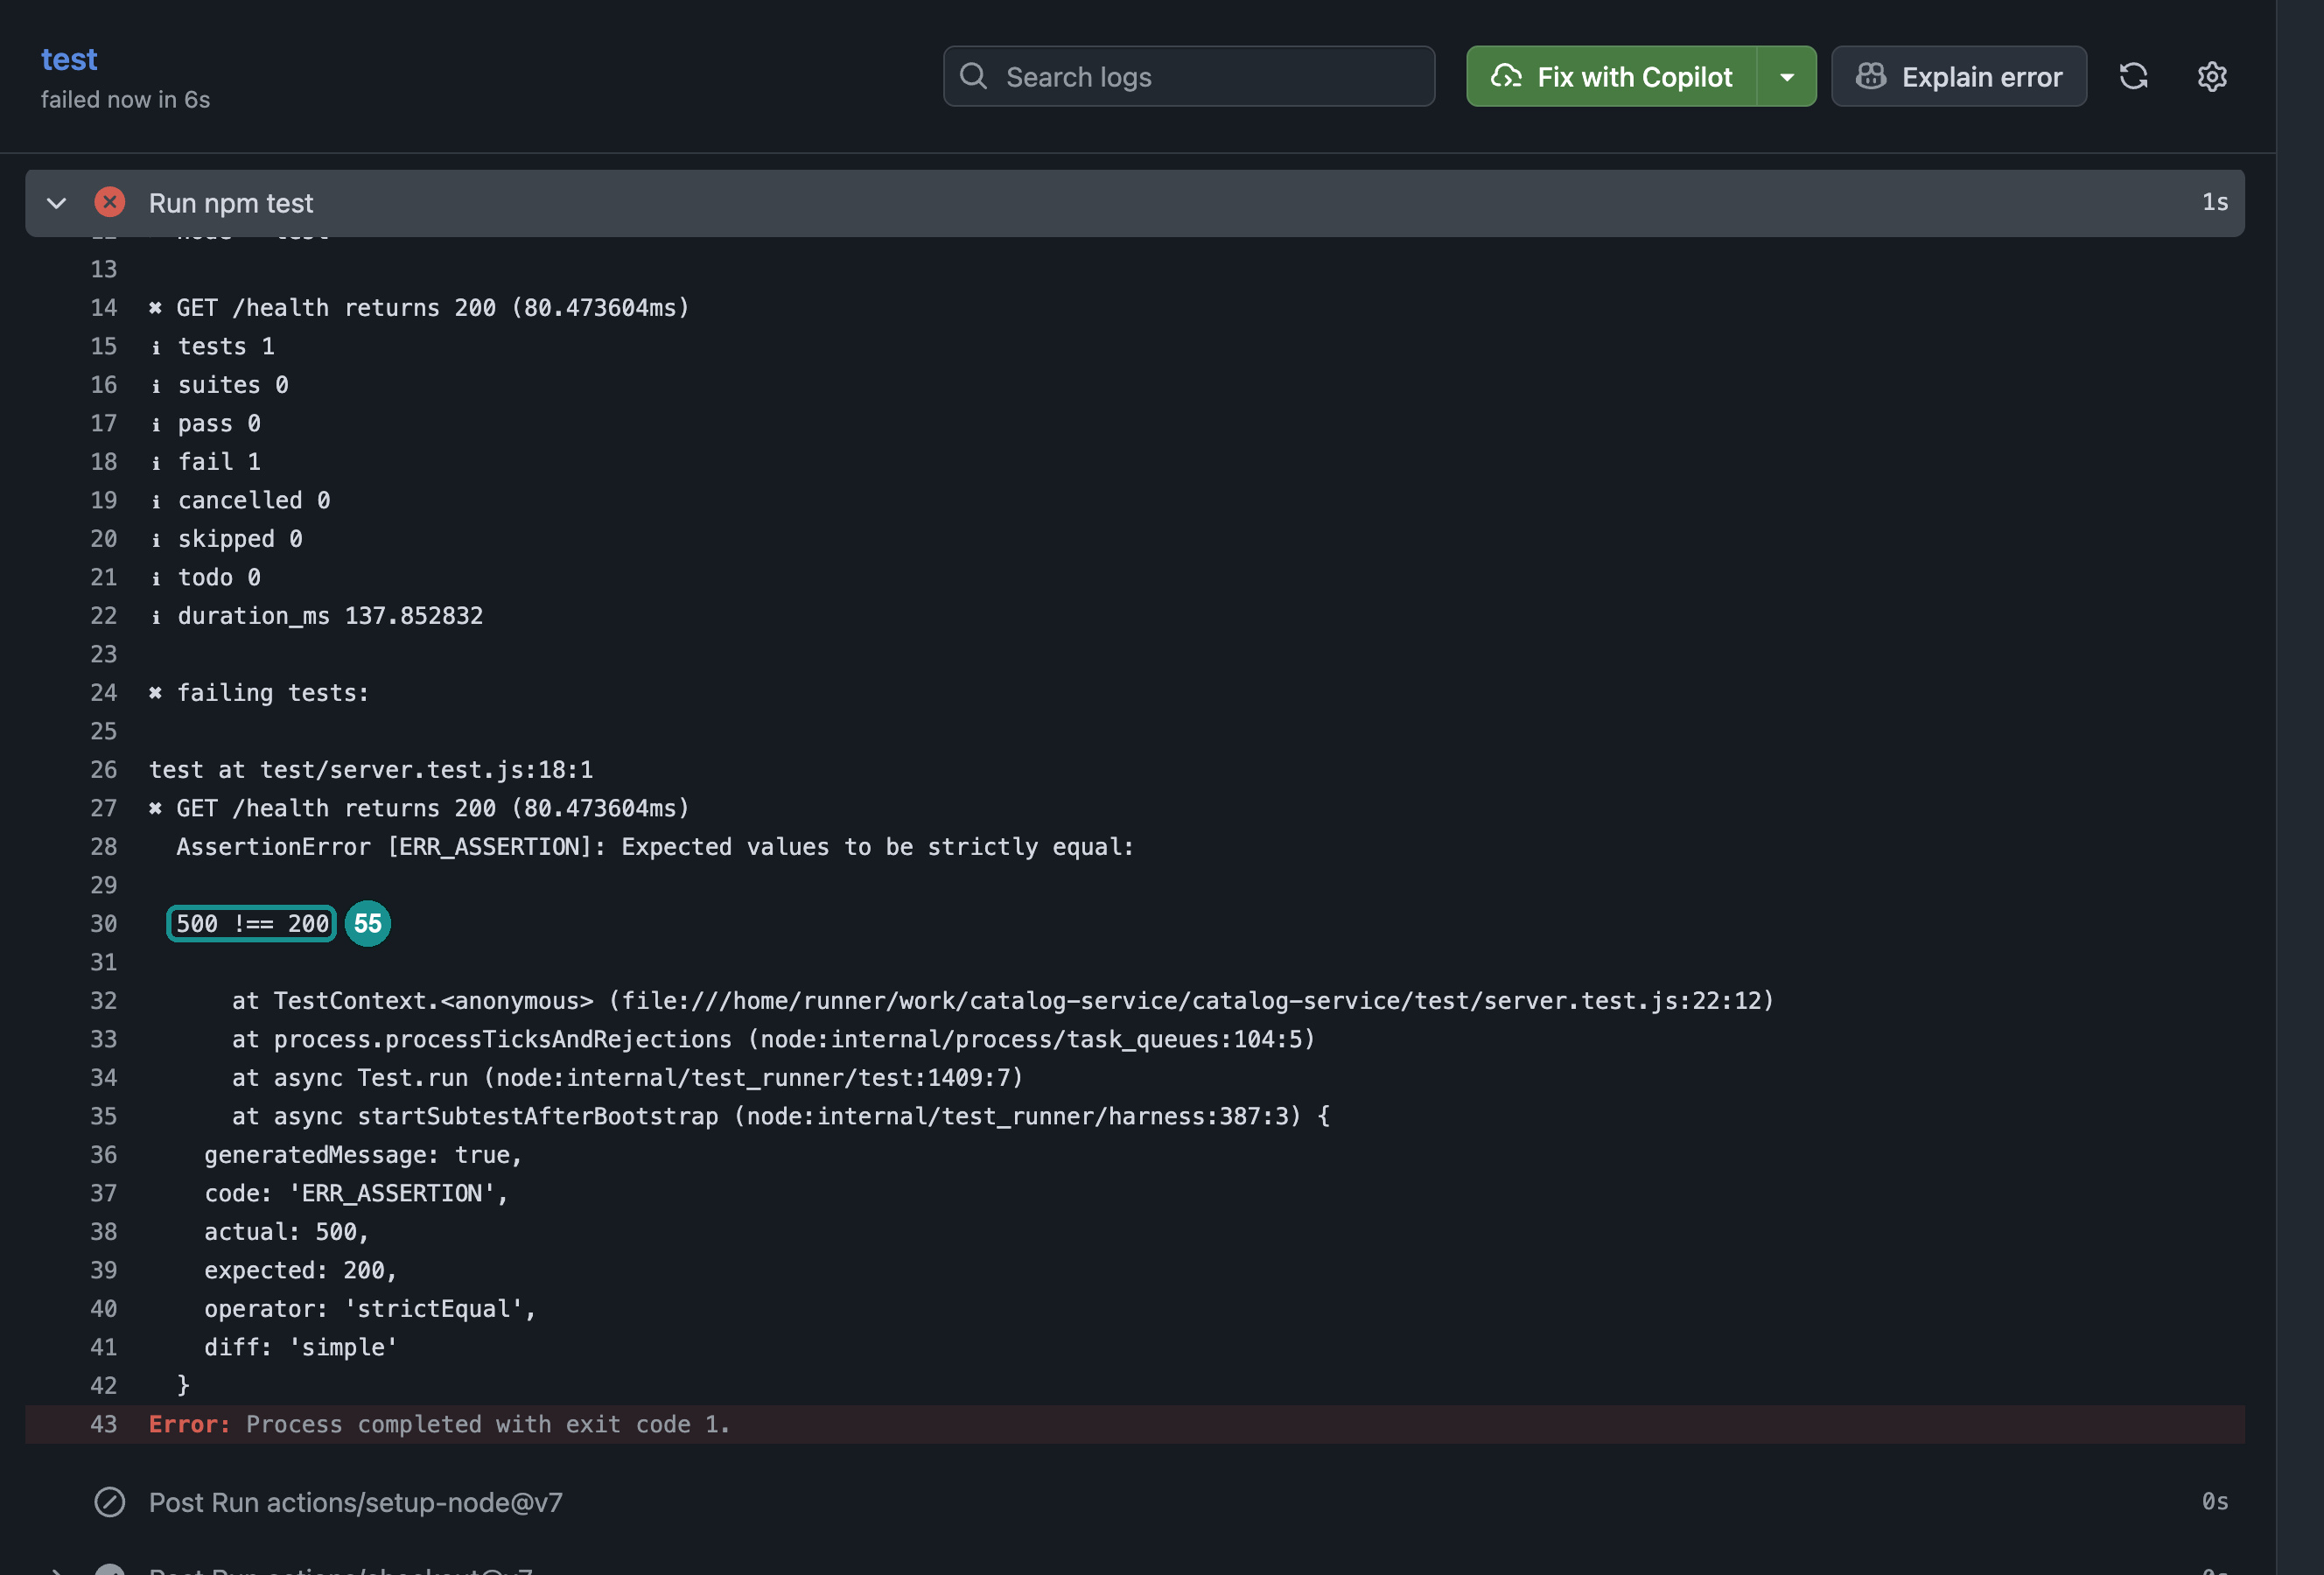 test
failed now in 6s
Search logs
Fix with Copilot
Explain error
Run npm test
1s
13
14 ✖ GET /health returns 200 (80.473604ms)
15 ℹ tests 1
16 ℹ suites 0
17 ℹ pass 0
18 ℹ fail 1
19 ℹ cancelled 0
20 ℹ skipped 0
21 ℹ todo 0
22 ℹ duration_ms 137.852832
23
24 ✖ failing tests:
25
26 test at test/server.test.js:18:1
27 ✖ GET /health returns 200 (80.473604ms)
28 AssertionError [ERR_ASSERTION]: Expected values to be strictly equal:
29
30 500 !== 200 55
31
32 at TestContext.<anonymous> (file:///home/runner/work/catalog-service/catalog-service/test/server.test.js:22:12)
33 at process.processTicksAndRejections (node:internal/process/task_queues:104:5)
34 at async Test.run (node:internal/test_runner/test:1409:7)
35 at async startSubtestAfterBootstrap (node:internal/test_runner/harness:387:3) {
36 generatedMessage: true,
37 code: 'ERR_ASSERTION',
38 actual: 500,
39 expected: 200,
40 operator: 'strictEqual',
41 diff: 'simple'
42 }
43 Error: Process completed with exit code 1.
Post Run actions/setup-node@v7
0s